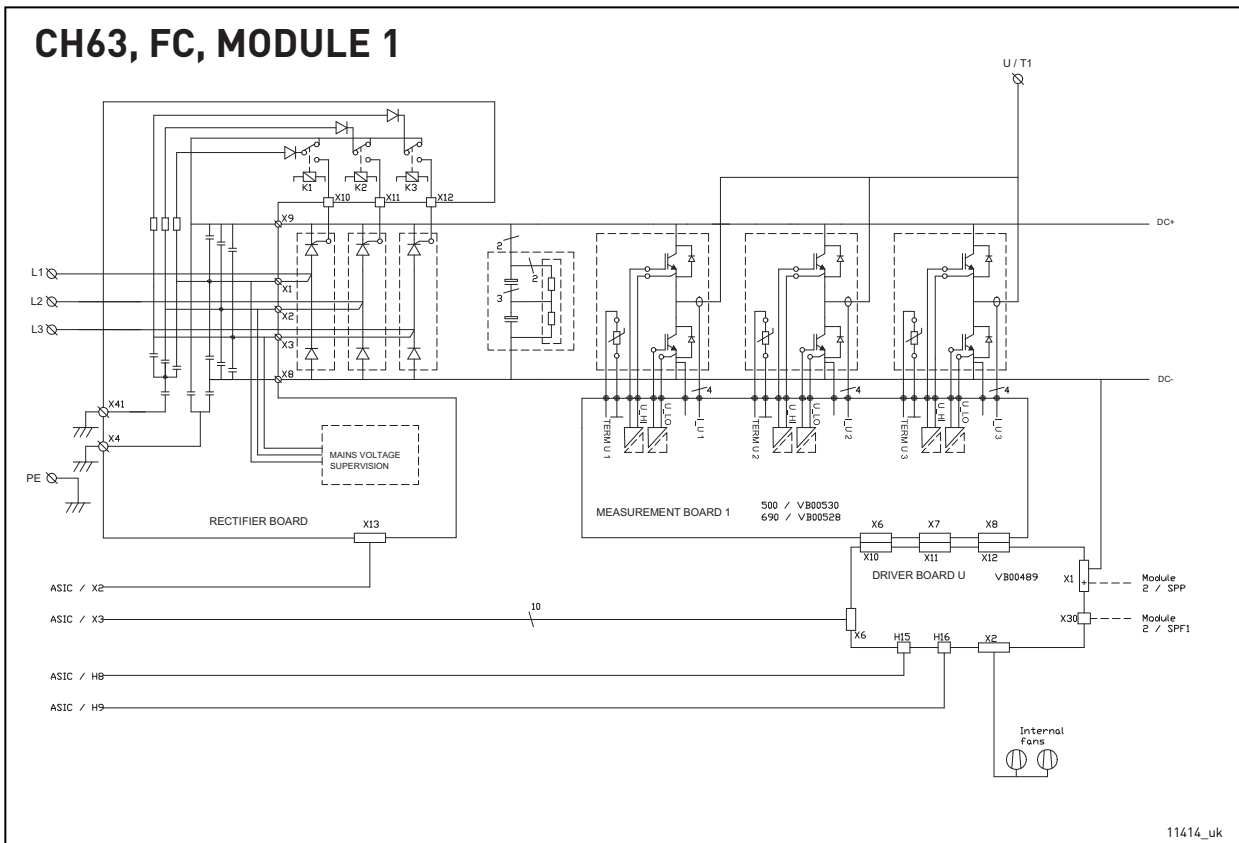 CH63, FC, MODULE 1
U / T1
K1
K2
K3
X10
X11
X12
X9
DC+
2
2
3
L1
X1
L2
X2
L3
X3
X8
DC-
4
4
4
X41
X4
PE
TERM U 1
U_HI
U_LO
I_U 1
TERM U 2
U_HI
U_LO
I_U 2
TERM U 3
U_HI
U_LO
I_U 3
MAINS VOLTAGE
SUPERVISION
RECTIFIER BOARD
X13
MEASUREMENT BOARD 1
500 / VB00530
690 / VB00528
X6
X7
X8
X10
X11
X12
DRIVER BOARD U
VB00489
X1
+
Module
2 / SPP
X30
Module
2 / SPF1
ASIC / X2
ASIC / X3
10
X6
H15
H16
X2
ASIC / H8
ASIC / H9
Internal
fans
11414_uk